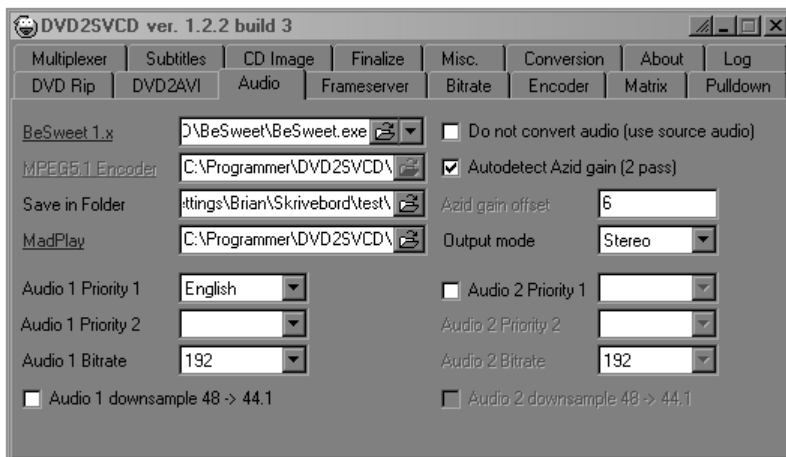 DVD2SVCD ver. 1.2.2 build 3
Multiplexer Subtitles CD Image Finalize Misc. Conversion About Log
DVD Rip DVD2AVI Audio Frameserver Bitrate Encoder Matrix Pulldown
BeSweet 1.x D\BeSweet\BeSweet.exe Do not convert audio (use source audio)
MPEG5.1 Encoder C:\Programmer\DVD2SVCD\ Autodetect Azid gain (2 pass)
Save in Folder ettings\Brian\Skrivebord\test\ Azid gain offset 6
MadPlay C:\Programmer\DVD2SVCD\ Output mode Stereo
Audio 1 Priority 1 English Audio 2 Priority 1
Audio 1 Priority 2 Audio 2 Priority 2
Audio 1 Bitrate 192 Audio 2 Bitrate 192
Audio 1 downsample 48 -> 44.1 Audio 2 downsample 48 -> 44.1